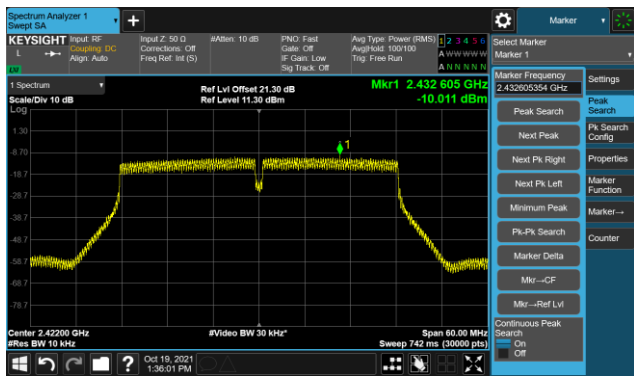 Spectrum Analyzer 1
Swept SA
+
Marker
KEYSIGHT
L
Input: RF
Coupling: DC
Align: Auto
Input Z: 50 Ω
Corrections: Off
Freq Ref: Int (S)
#Atten: 10 dB
PNO: Fast
Gate: Off
IF Gain: Low
Sig Track: Off
Avg Type: Power (RMS)
Avg|Hold: 100/100
Trig: Free Run
1 2 3 4 5 6
A W W W W W
A N N N N N
Select Marker
Marker 1
1 Spectrum
Scale/Div 10 dB
Log
Ref Lvl Offset 21.30 dB
Ref Level 11.30 dBm
Mkr1 2.432 605 GHz
-10.011 dBm
1.30
-8.70
-18.7
-28.7
-38.7
-48.7
-58.7
-68.7
-78.7
1
Center 2.42200 GHz
#Res BW 10 kHz
#Video BW 30 kHz*
Span 60.00 MHz
Sweep 742 ms (30000 pts)
Marker Frequency
2.432605354 GHz
Peak Search
Next Peak
Next Pk Right
Next Pk Left
Minimum Peak
Pk-Pk Search
Marker Delta
Mkr→CF
Mkr→Ref Lvl
Continuous Peak
Search
On
Off
Settings
Peak
Search
Pk Search
Config
Properties
Marker
Function
Marker→
Counter
?
Oct 19, 2021
1:36:01 PM